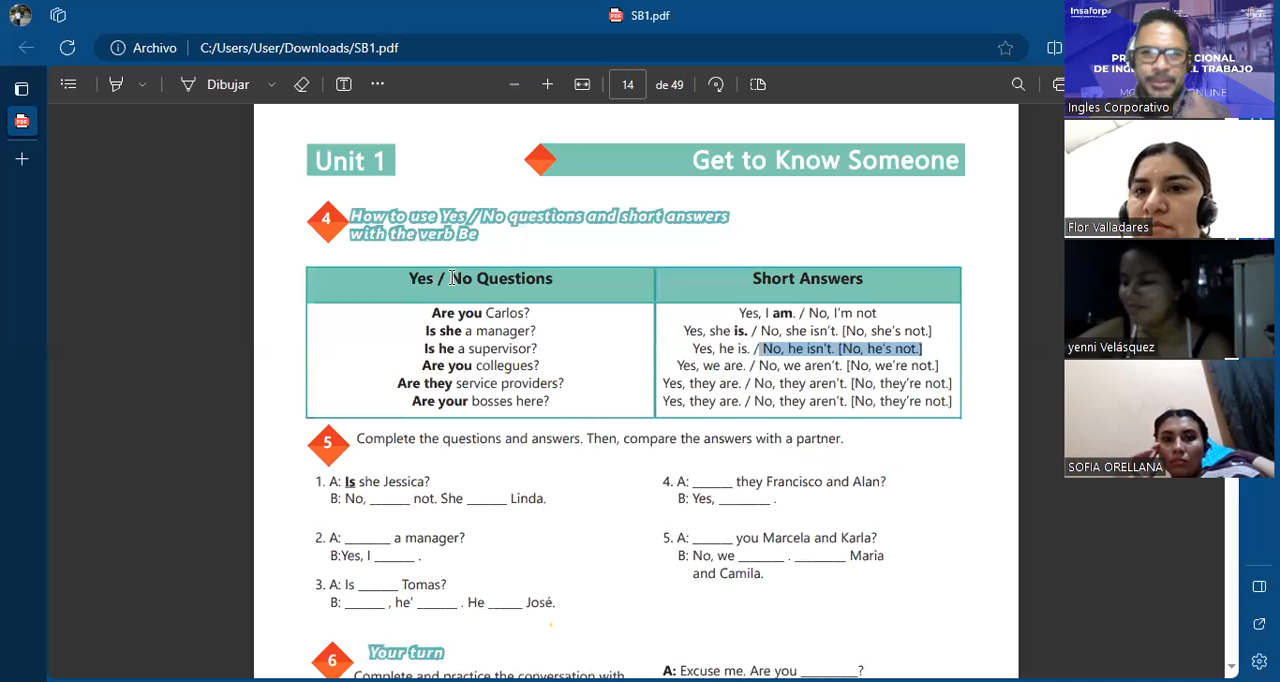 SB1.pdf
Archivo
C:/Users/User/Downloads/SB1.pdf
Dibujar
14
de 49
Unit 1
Get to Know Someone
4
How to use Yes / No questions and short answers
with the verb Be
Yes / No Questions
Short Answers
Are you Carlos?
Yes, I am. / No, I'm not
Is she a manager?
Yes, she is. / No, she isn't. [No, she's not.]
Is he a supervisor?
Yes, he is. / No, he isn't. [No, he's not.]
Are you collegues?
Yes, we are. / No, we aren't. [No, we're not.]
Are they service providers?
Yes, they are. / No, they aren't. [No, they're not.]
Are your bosses here?
Yes, they are. / No, they aren't. [No, they're not.]
5
Complete the questions and answers. Then, compare the answers with a partner.
1. A: Is she Jessica?
B: No, ______ not. She ______ Linda.
2. A: _______ a manager?
B:Yes, I ______ .
3. A: Is ______ Tomas?
B: ______ , he' ______ . He _____ José.
4. A: ______ they Francisco and Alan?
B: Yes, ________ .
5. A: ______ you Marcela and Karla?
B: No, we _______ . ________ Maria
and Camila.
6
Your turn
Complete and practice the conversation with
A: Excuse me. Are you _________?
Insaforp
Ingles Corporativo
Flor Valladares
yenni Velásquez
SOFIA ORELLANA